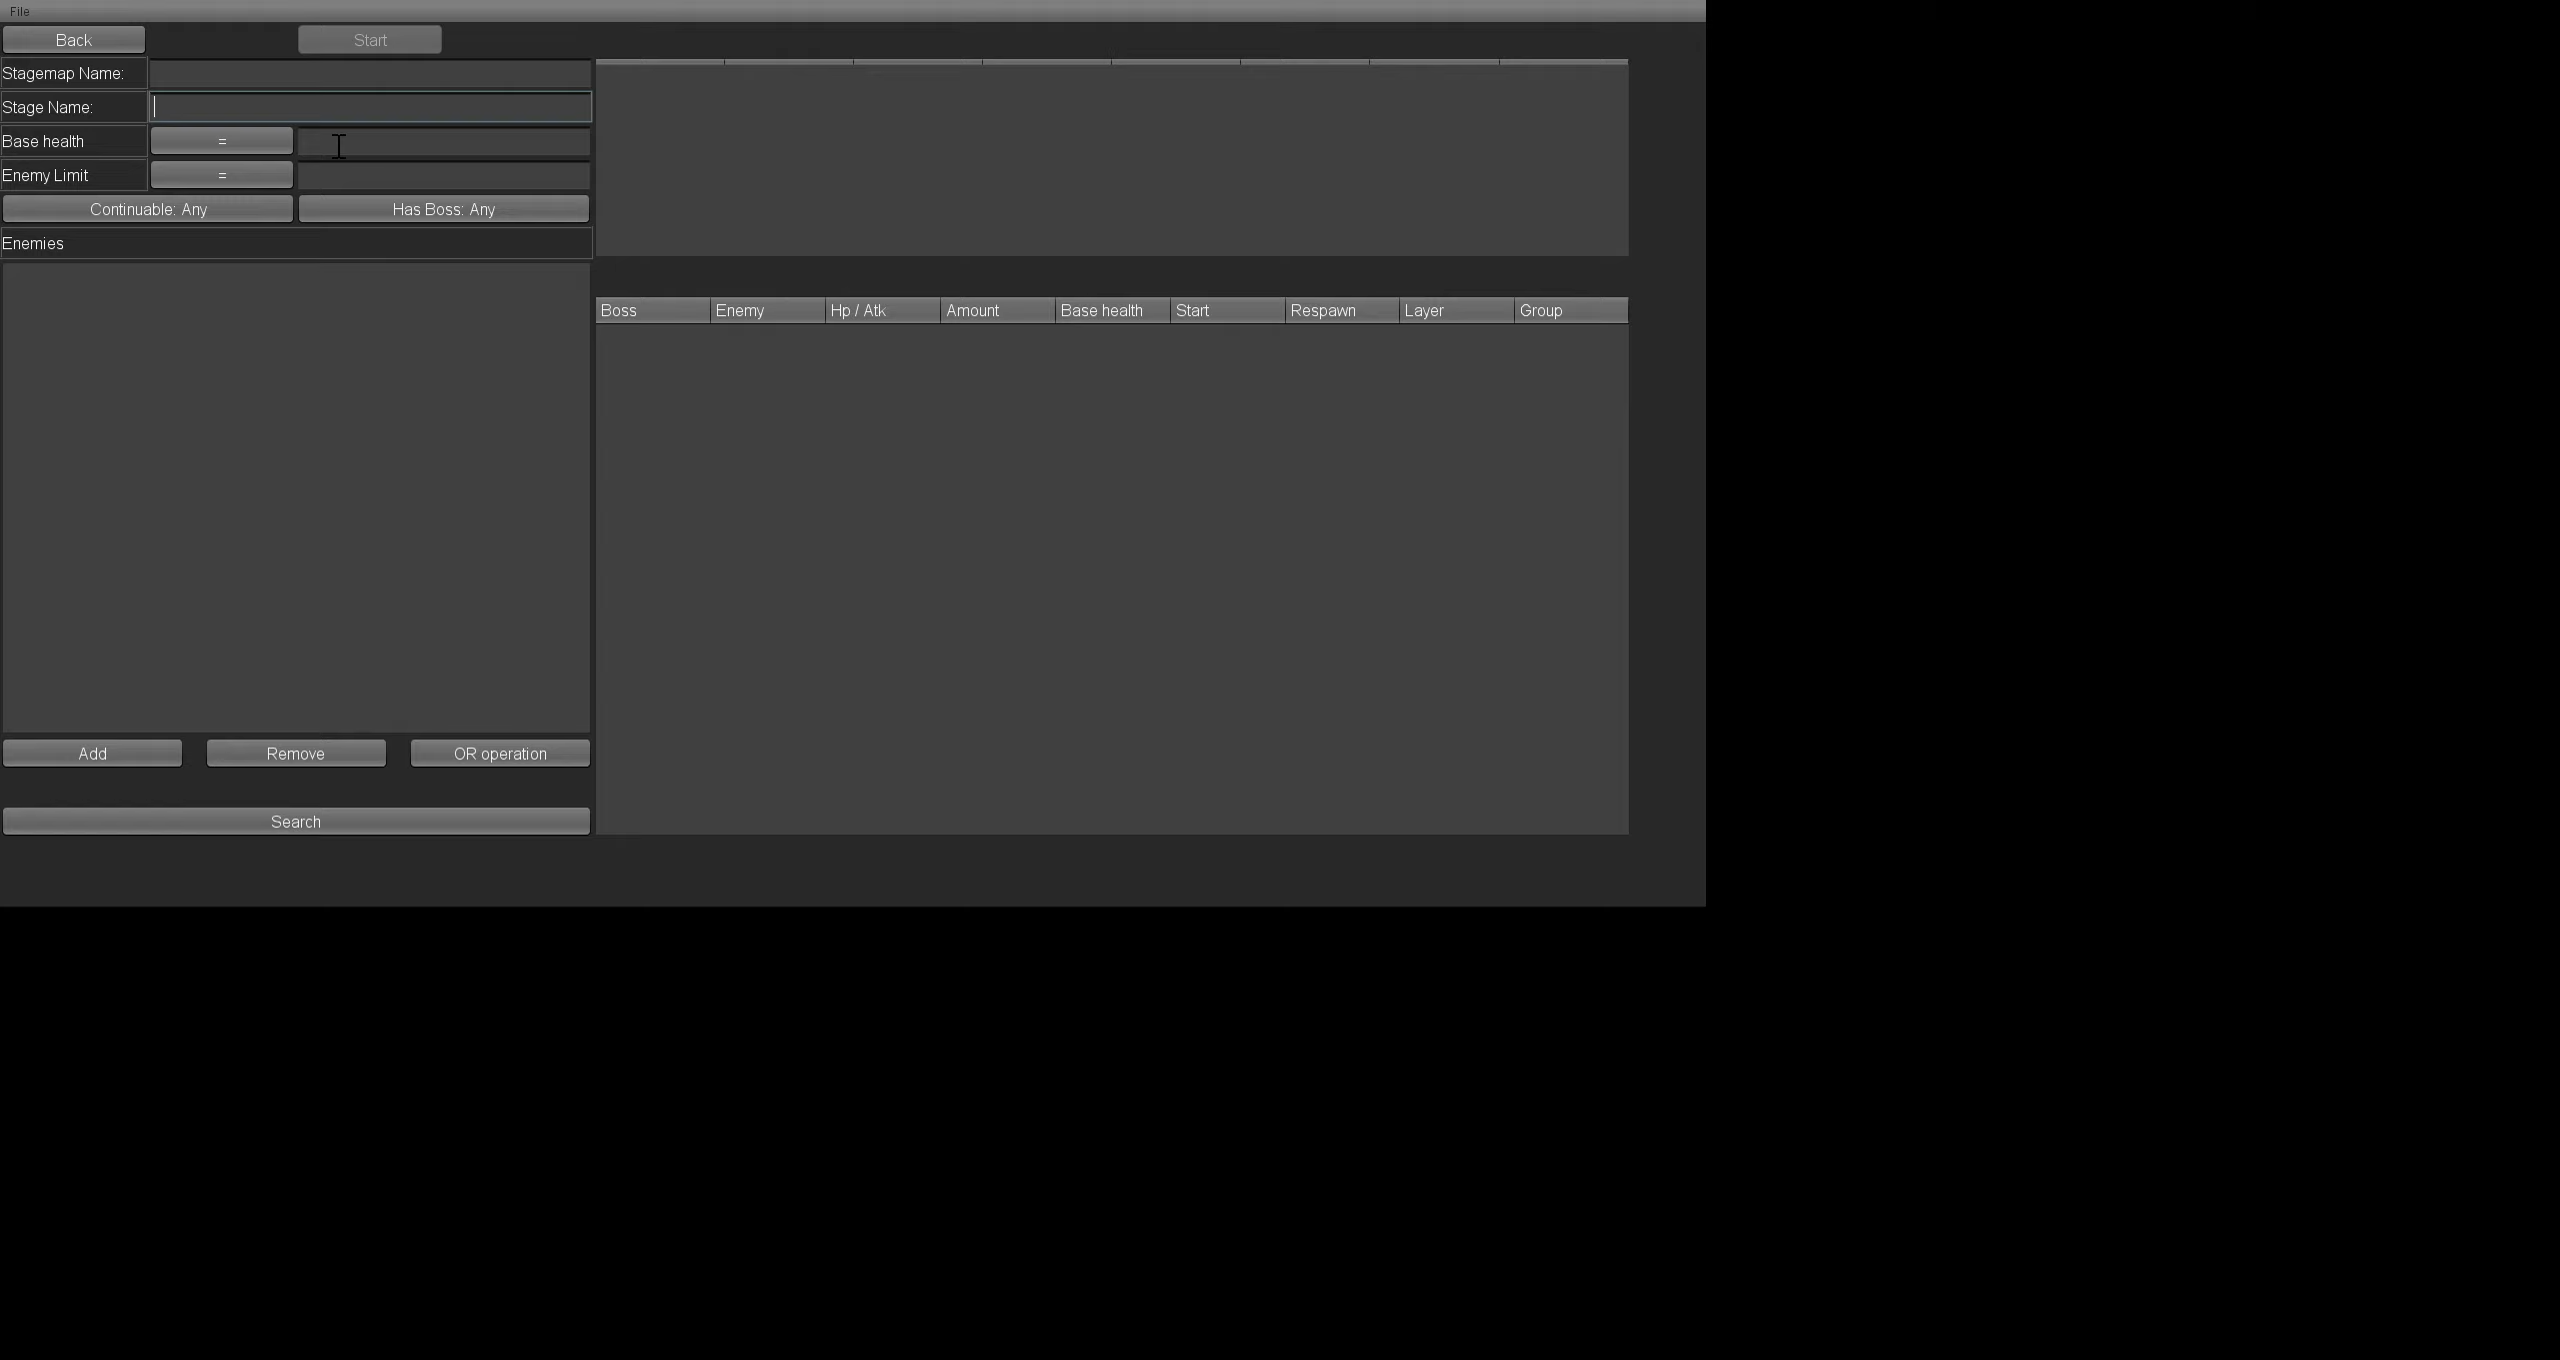 File
Back Start
Stagemap Name:
Stage Name:
Base health =
Enemy Limit =
Continuable: Any Has Boss: Any
Enemies
Boss Enemy Hp / Atk Amount Base health Start Respawn Layer Group
Add Remove OR operation
Search